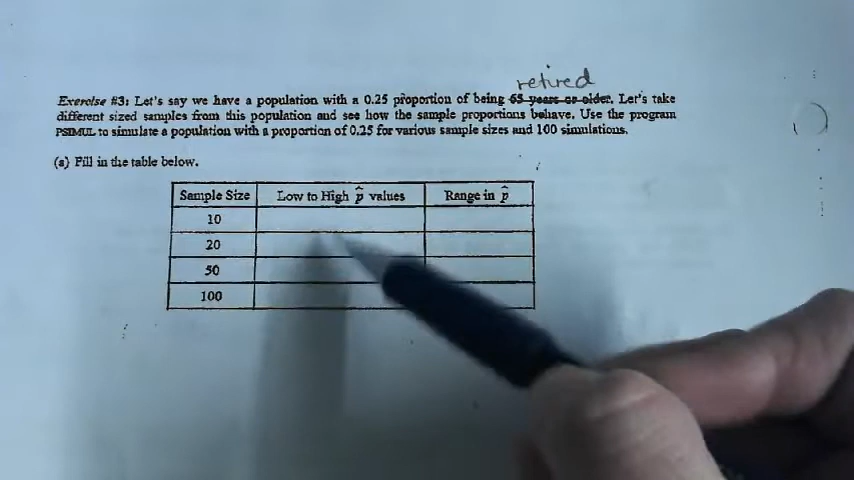 retired
Exercise #3: Let's say we have a population with a 0.25 proportion of being 65 years or older. Let's take
different sized samples from this population and see how the sample proportions behave. Use the program
PSIMUL to simulate a population with a proportion of 0.25 for various sample sizes and 100 simulations.
(a) Fill in the table below.
Sample Size Low to High p̂ values Range in p̂
10
20
50
100